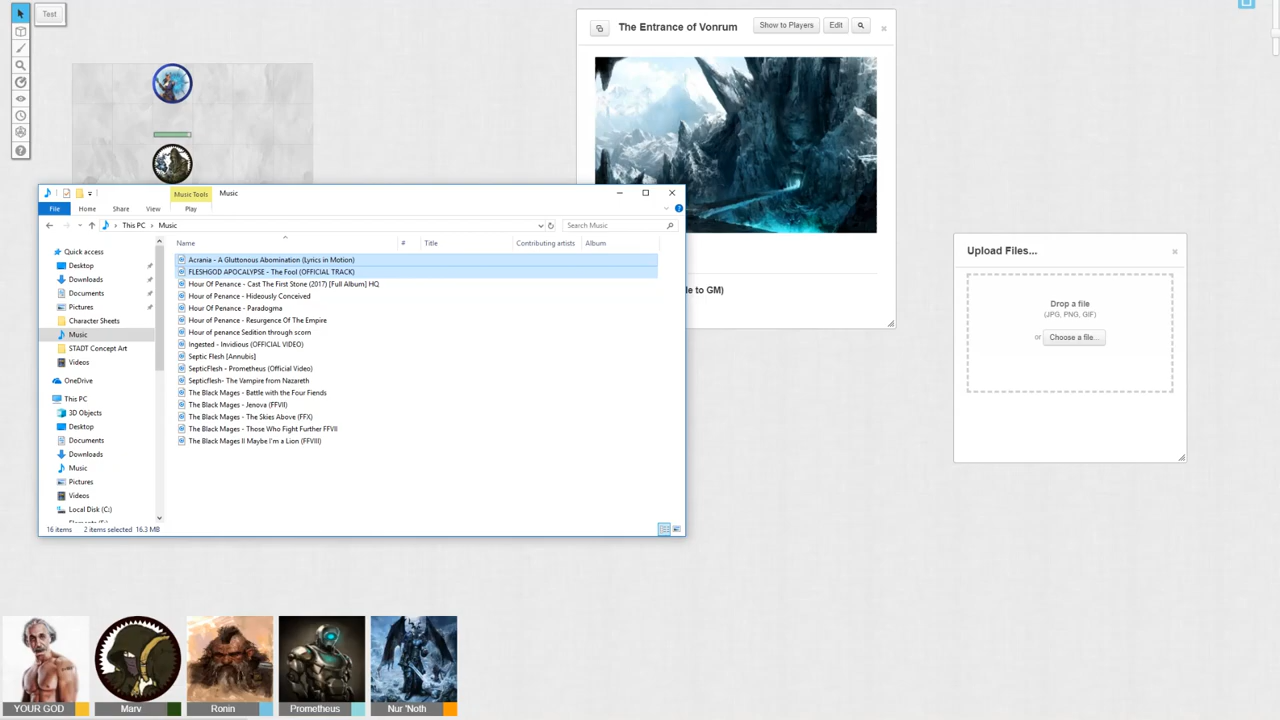 Test
The Entrance of Vonrum
Show to Players
Edit
Music Tools
Music
File
Home
Share
View
Play
This PC
Music
Search Music
Name
#
Title
Contributing artists
Album
Quick access
Desktop
Downloads
Documents
Pictures
Character Sheets
Music
STADT Concept Art
Videos
OneDrive
This PC
3D Objects
Desktop
Documents
Downloads
Music
Pictures
Videos
Local Disk (C:)
Acrania - A Gluttonous Abomination (Lyrics in Motion)
FLESHGOD APOCALYPSE - The Fool (OFFICIAL TRACK)
Hour Of Penance - Cast The First Stone (2017) [Full Album] HQ
Hour of Penance - Hideously Conceived
Hour Of Penance - Paradogma
Hour of Penance - Resurgence Of The Empire
Hour of penance Sedition through scorn
Ingested - Invidious (OFFICIAL VIDEO)
Septic Flesh [Annubis]
SepticFlesh - Prometheus (Official Video)
Septicflesh- The Vampire from Nazareth
The Black Mages - Battle with the Four Fiends
The Black Mages - Jenova (FFVII)
The Black Mages - The Skies Above (FFX)
The Black Mages - Those Who Fight Further FFVII
The Black Mages II Maybe I'm a Lion (FFVIII)
16 items
2 items selected 16.3 MB
le to GM)
Upload Files...
Drop a file
(JPG, PNG, GIF)
or Choose a file...
YOUR GOD
Marv
Ronin
Prometheus
Nur 'Noth